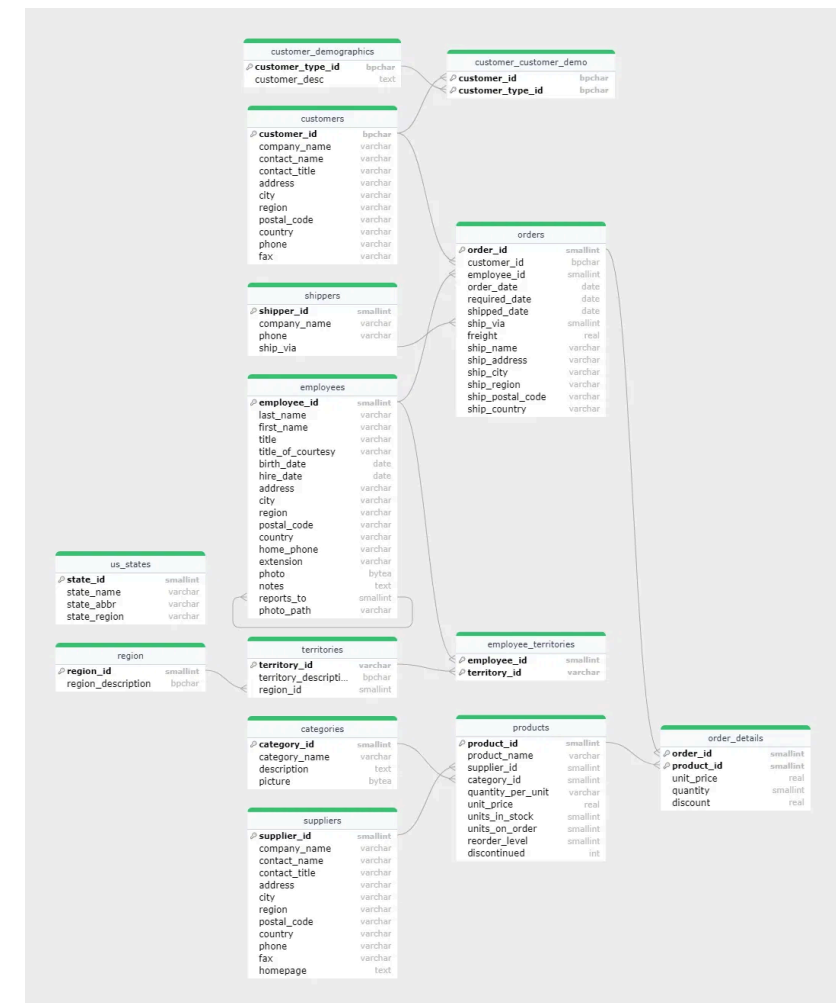 customer_demographics
customer_type_id bpchar
customer_desc text
customer_customer_demo
customer_id bpchar
customer_type_id bpchar
customers
customer_id bpchar
company_name varchar
contact_name varchar
contact_title varchar
address varchar
city varchar
region varchar
postal_code varchar
country varchar
phone varchar
fax varchar
orders
order_id smallint
customer_id bpchar
employee_id smallint
order_date date
required_date date
shipped_date date
ship_via smallint
freight real
ship_name varchar
ship_address varchar
ship_city varchar
ship_region varchar
ship_postal_code varchar
ship_country varchar
shippers
shipper_id smallint
company_name varchar
phone varchar
ship_via
employees
employee_id smallint
last_name varchar
first_name varchar
title varchar
title_of_courtesy varchar
birth_date date
hire_date date
address varchar
city varchar
region varchar
postal_code varchar
country varchar
home_phone varchar
extension varchar
photo bytea
notes text
reports_to smallint
photo_path varchar
us_states
state_id smallint
state_name varchar
state_abbr varchar
state_region varchar
region
region_id smallint
region_description bpchar
territories
territory_id varchar
territory_descripti... bpchar
region_id smallint
employee_territories
employee_id smallint
territory_id varchar
categories
category_id smallint
category_name varchar
description text
picture bytea
products
product_id smallint
product_name varchar
supplier_id smallint
category_id smallint
quantity_per_unit varchar
unit_price real
units_in_stock smallint
units_on_order smallint
reorder_level smallint
discontinued int
order_details
order_id smallint
product_id smallint
unit_price real
quantity smallint
discount real
suppliers
supplier_id smallint
company_name varchar
contact_name varchar
contact_title varchar
address varchar
city varchar
region varchar
postal_code varchar
country varchar
phone varchar
fax varchar
homepage text